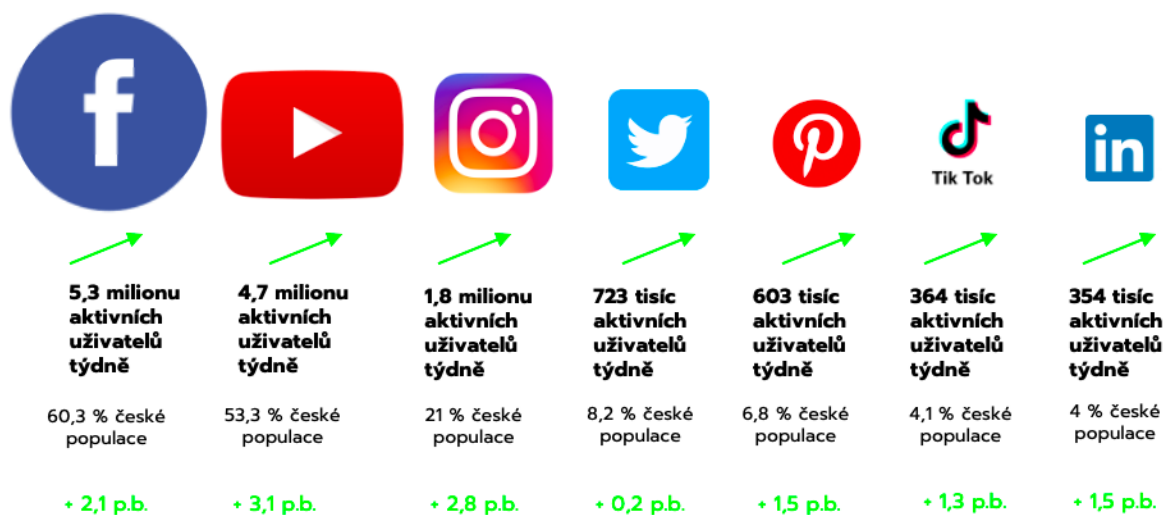 f
in
Tik Tok
5,3 milionu
aktivních
uživatelů
týdně
4,7 milionu
aktivních
uživatelů
týdně
1,8 milionu
aktivních
uživatelů
týdně
723 tisíc
aktivních
uživatelů
týdně
603 tisíc
aktivních
uživatelů
týdně
364 tisíc
aktivních
uživatelů
týdně
354 tisíc
aktivních
uživatelů
týdně
60,3 % české
populace
53,3 % české
populace
21 % české
populace
8,2 % české
populace
6,8 % české
populace
4,1 % české
populace
4 % české
populace
+ 2,1 p.b.
+ 3,1 p.b.
+ 2,8 p.b.
+ 0,2 p.b.
+ 1,5 p.b.
+ 1,3 p.b.
+ 1,5 p.b.